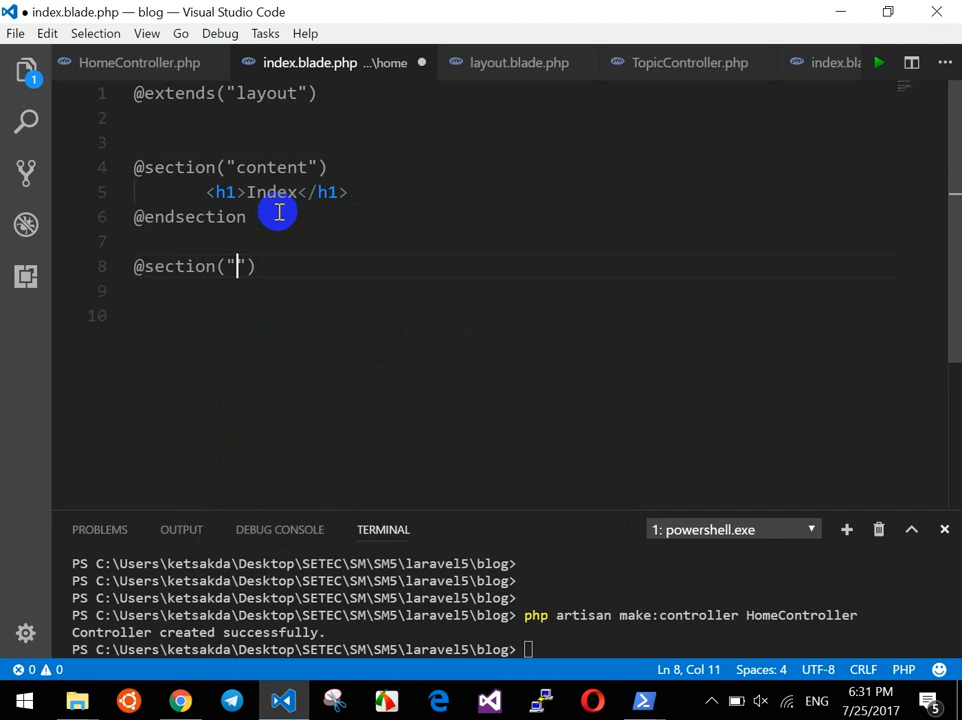 ● index.blade.php — blog — Visual Studio Code
File Edit Selection View Go Debug Tasks Help
HomeController.php index.blade.php ...\home ● layout.blade.php TopicController.php index.bla
1
1 @extends("layout")
2
3
4 @section("content")
5 <h1>Index</h1>
6 @endsection
7
8 @section("")
9
10
PROBLEMS OUTPUT DEBUG CONSOLE TERMINAL 1: powershell.exe
PS C:\Users\ketsakda\Desktop\SETEC\SM\SM5\laravel5\blog>
PS C:\Users\ketsakda\Desktop\SETEC\SM\SM5\laravel5\blog>
PS C:\Users\ketsakda\Desktop\SETEC\SM\SM5\laravel5\blog>
PS C:\Users\ketsakda\Desktop\SETEC\SM\SM5\laravel5\blog> php artisan make:controller HomeController
Controller created successfully.
PS C:\Users\ketsakda\Desktop\SETEC\SM\SM5\laravel5\blog>
0 0 Ln 8, Col 11 Spaces: 4 UTF-8 CRLF PHP
ENG 6:31 PM
7/25/2017 5